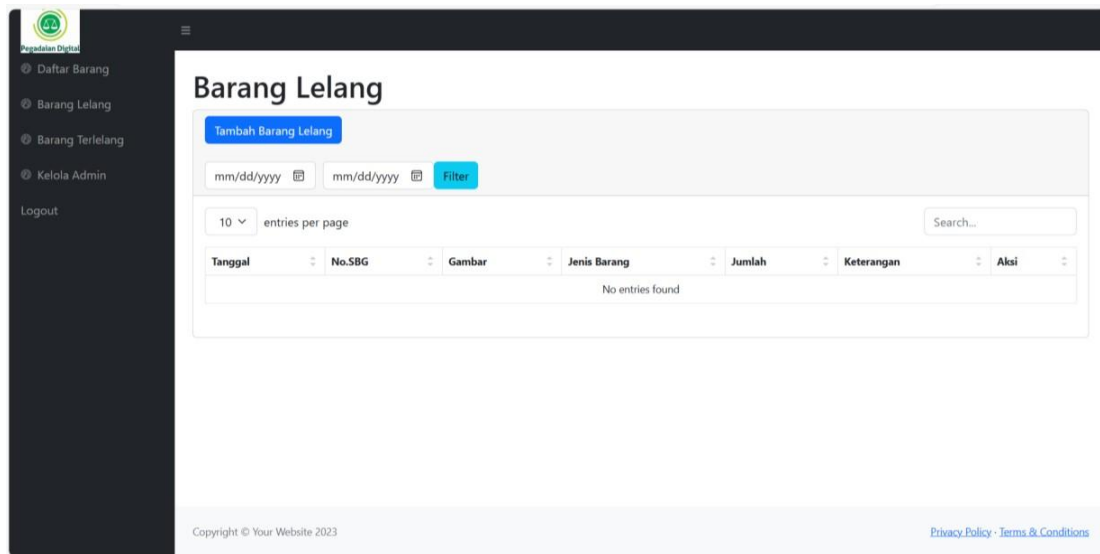 Pegadaian Digital
Daftar Barang
Barang Lelang
Barang Terlelang
Kelola Admin
Logout
Barang Lelang
Tambah Barang Lelang
mm/dd/yyyy mm/dd/yyyy Filter
10 entries per page Search...
Tanggal No.SBG Gambar Jenis Barang Jumlah Keterangan Aksi
No entries found
Copyright © Your Website 2023 Privacy Policy · Terms & Conditions